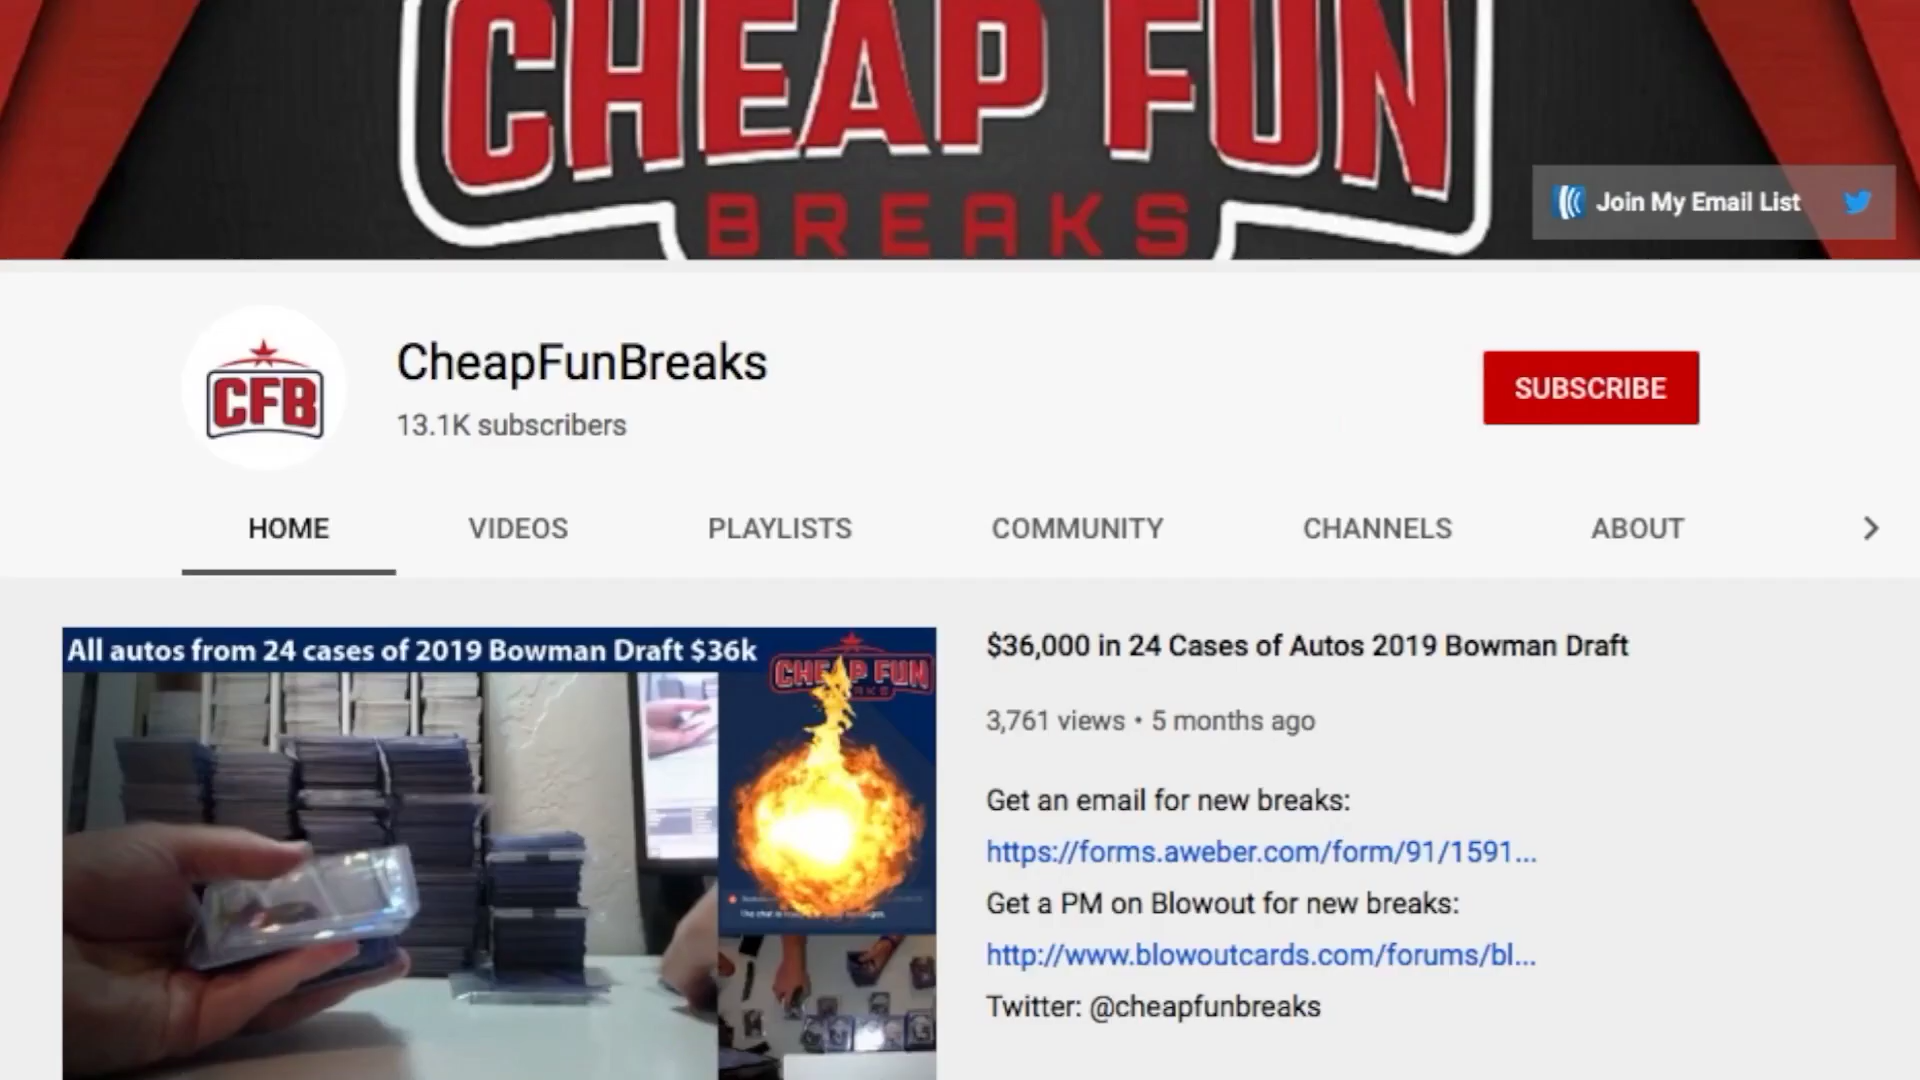 CHEAP FUN
BREAKS
Join My Email List
CFB
CheapFunBreaks
13.1K subscribers
SUBSCRIBE
HOME VIDEOS PLAYLISTS COMMUNITY CHANNELS ABOUT
All autos from 24 cases of 2019 Bowman Draft $36k
CHEAP FUN
$36,000 in 24 Cases of Autos 2019 Bowman Draft
3,761 views • 5 months ago
Get an email for new breaks:
https://forms.aweber.com/form/91/1591...
Get a PM on Blowout for new breaks:
http://www.blowoutcards.com/forums/bl...
Twitter: @cheapfunbreaks